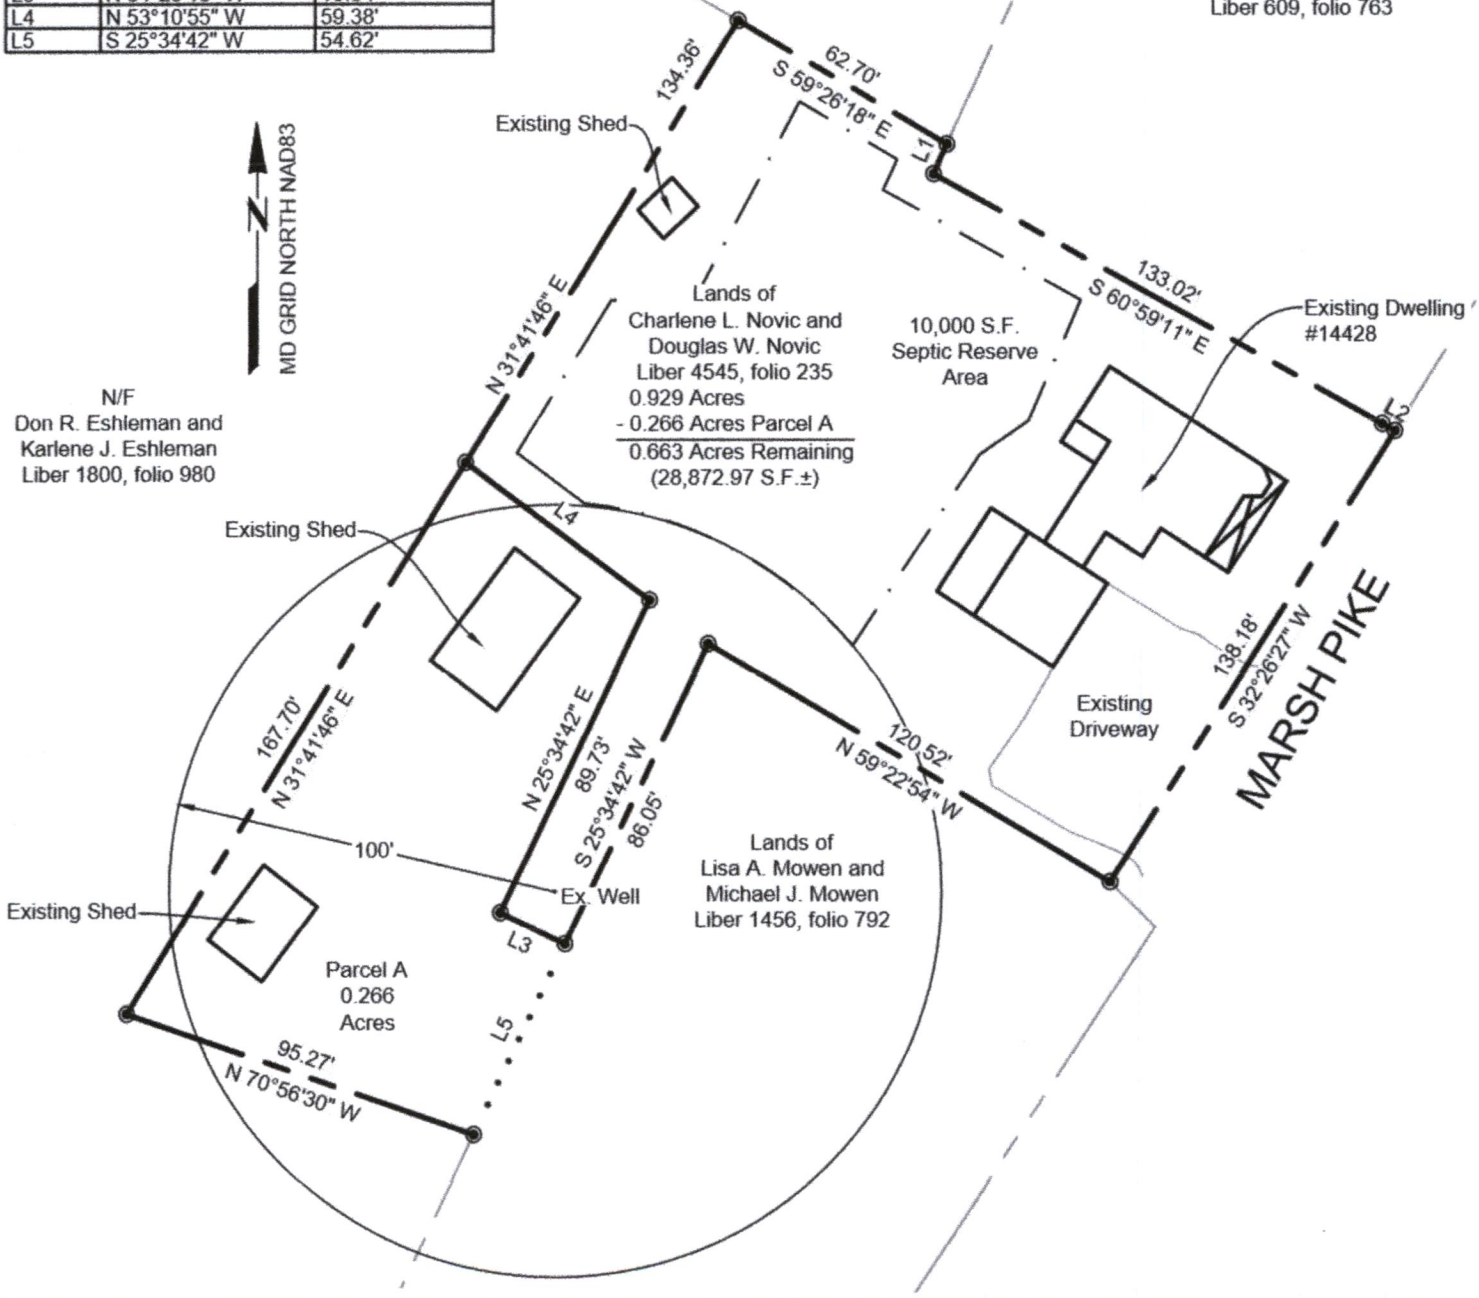 L4 N 53°10'55" W 59.38'
L5 S 25°34'42" W 54.62'
Liber 609, folio 763
134.36'
62.70'
S 59°26'18" E
Existing Shed
L1
MD GRID NORTH NAD83
N
N 31°41'46" E
133.02'
S 60°59'11" E
Lands of
Charlene L. Novic and
Douglas W. Novic
Liber 4545, folio 235
0.929 Acres
- 0.266 Acres Parcel A
0.663 Acres Remaining
(28,872.97 S.F.±)
10,000 S.F.
Septic Reserve
Area
Existing Dwelling
#14428
L2
N/F
Don R. Eshleman and
Karlene J. Eshleman
Liber 1800, folio 980
L4
Existing Shed
167.70'
N 31°41'46" E
N 25°34'42" E
89.73'
S 25°34'42" W
86.05'
120.52'
N 59°22'54" W
Existing
Driveway
138.18'
S 32°26'27" W
MARSH PIKE
100'
Ex. Well
Lands of
Lisa A. Mowen and
Michael J. Mowen
Liber 1456, folio 792
Existing Shed
L3
Parcel A
0.266
Acres
L5
95.27'
N 70°56'30" W